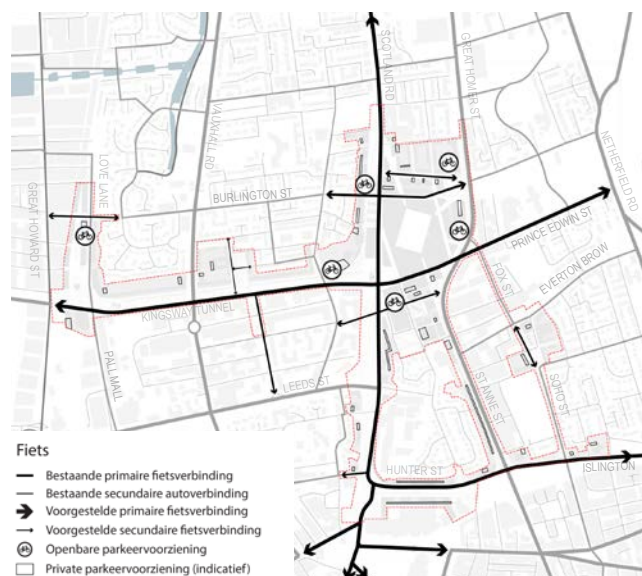 SCOTLAND RD
GREAT HOMER ST
VAUXHALL RD
NETHERFIELD RD
LOVE LANE
GREAT HOWARD ST
BURLINGTON ST
PRINCE EDWIN ST
FOX ST
EVERTON BROW
KINGSWAY TUNNEL
PALL MALL
LEEDS ST
ST ANNE ST
SOHO ST
HUNTER ST
ISLINGTON
Fiets
Bestaande primaire fietsverbinding
Bestaande secundaire autoverbinding
Voorgestelde primaire fietsverbinding
Voorgestelde secundaire fietsverbinding
Openbare parkeervoorziening
Private parkeervoorziening (indicatief)